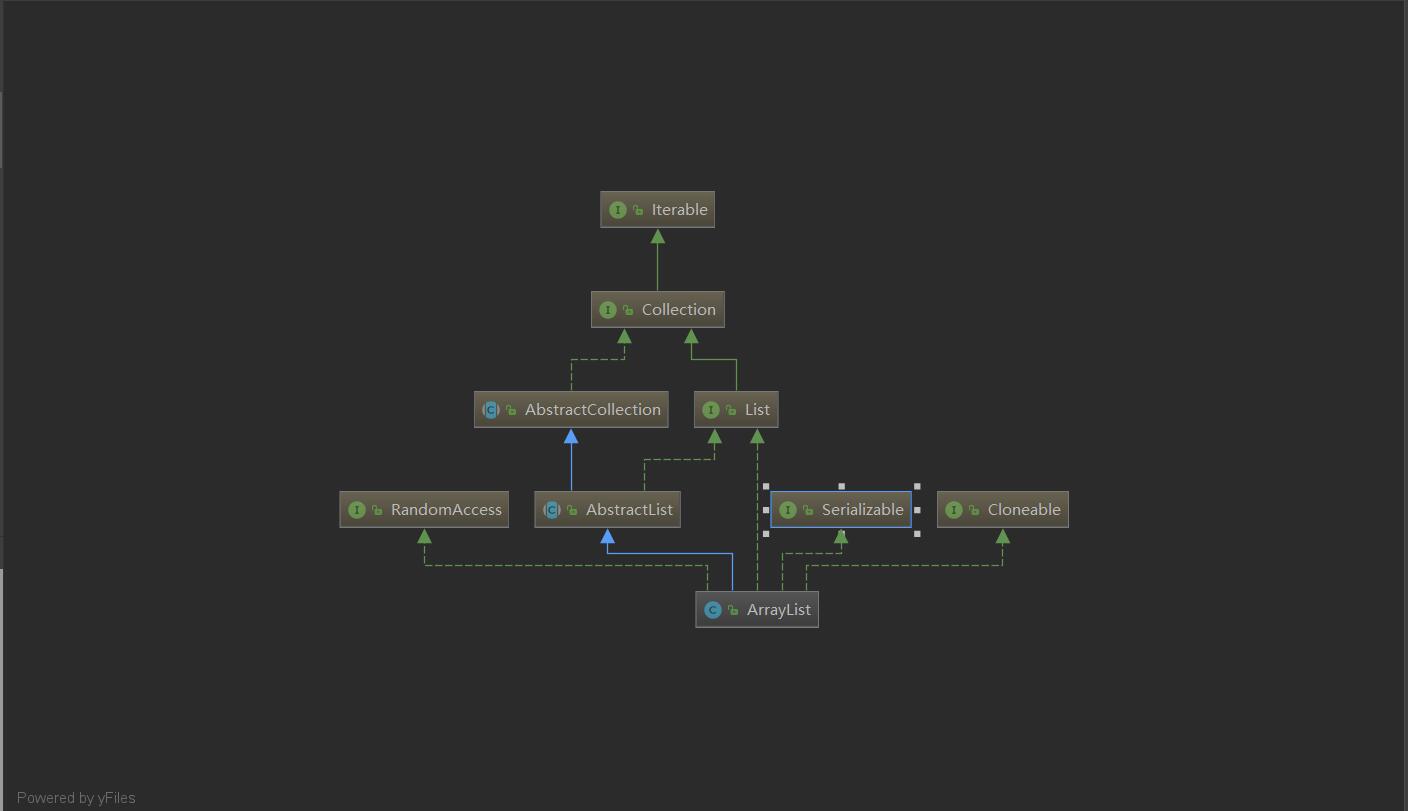 Iterable
Collection
AbstractCollection
List
RandomAccess
AbstractList
Serializable
Cloneable
ArrayList
Powered by yFiles